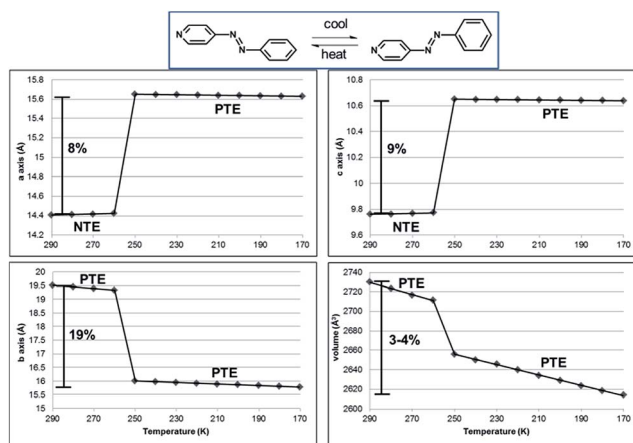 cool
heat
N
N
N
N
N
N
15.8
15.6
15.4
15.2
15
14.8
14.6
14.4
14.2
a axis (Å)
8%
PTE
NTE
290 270 250 230 210 190 170
10.8
10.6
10.4
10.2
10
9.8
9.6
c axis (Å)
9%
PTE
NTE
290 270 250 230 210 190 170
20
19.5
19
18.5
18
17.5
17
16.5
16
15.5
15
b axis (Å)
PTE
19%
PTE
290 270 250 230 210 190 170
Temperature (K)
2740
2720
2700
2680
2660
2640
2620
2600
volume (Å³)
PTE
3-4%
PTE
290 270 250 230 210 190 170
Temperature (K)